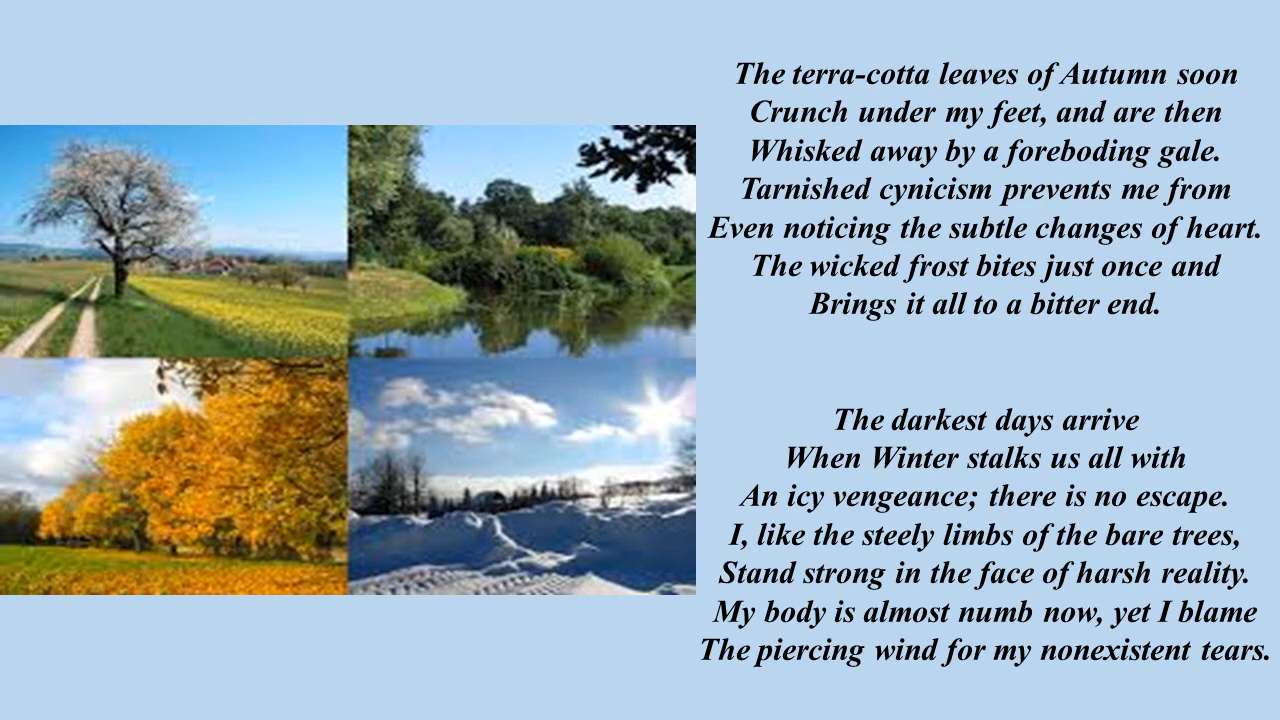 The terra-cotta leaves of Autumn soon
Crunch under my feet, and are then
Whisked away by a foreboding gale.
Tarnished cynicism prevents me from
Even noticing the subtle changes of heart.
The wicked frost bites just once and
Brings it all to a bitter end.
The darkest days arrive
When Winter stalks us all with
An icy vengeance; there is no escape.
I, like the steely limbs of the bare trees,
Stand strong in the face of harsh reality.
My body is almost numb now, yet I blame
The piercing wind for my nonexistent tears.